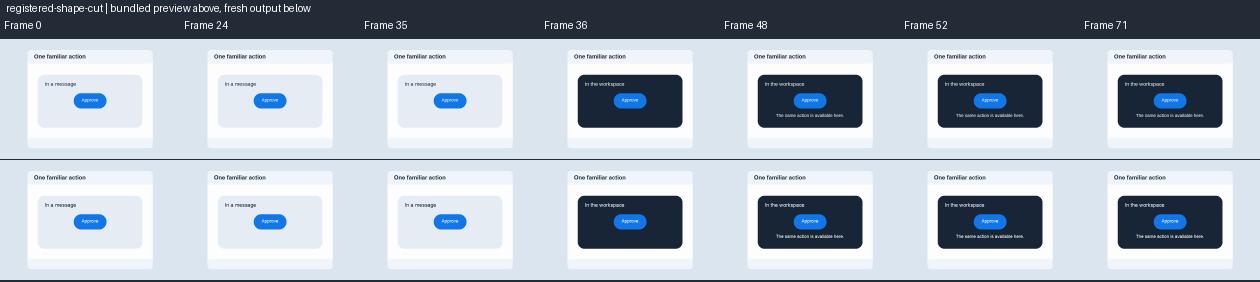 registered-shape-cut | bundled preview above, fresh output below
Frame 0 Frame 24 Frame 35 Frame 36 Frame 48 Frame 52 Frame 71
One familiar action One familiar action One familiar action One familiar action One familiar action One familiar action One familiar action
In a message In a message In a message In the workspace In the workspace In the workspace In the workspace
Approve Approve Approve Approve Approve Approve Approve
The same action is available here. The same action is available here. The same action is available here.
One familiar action One familiar action One familiar action One familiar action One familiar action One familiar action One familiar action
In a message In a message In a message In the workspace In the workspace In the workspace In the workspace
Approve Approve Approve Approve Approve Approve Approve
The same action is available here. The same action is available here. The same action is available here.